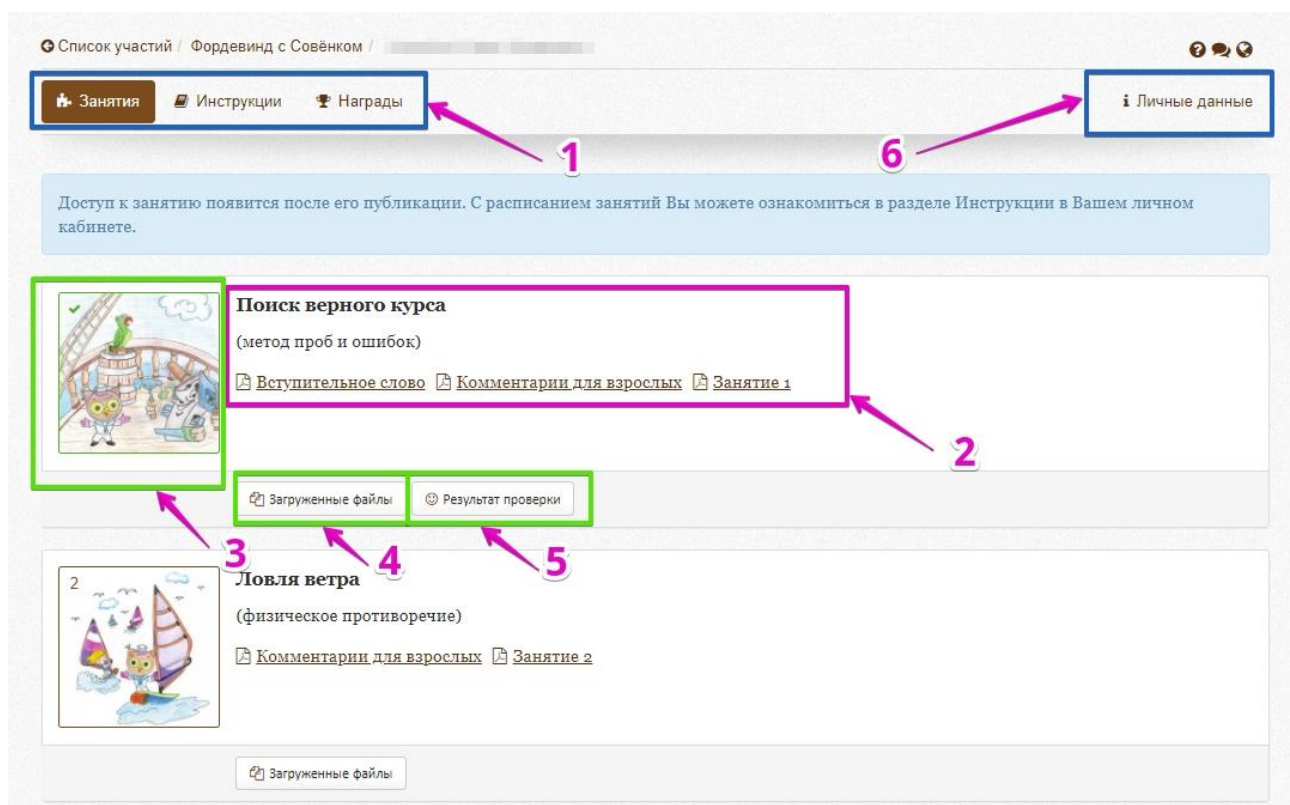 Список участий / Фордевинд с Совёнком /
Занятия Инструкции Награды Личные данные
1
6
Доступ к занятию появится после его публикации. С расписанием занятий Вы можете ознакомиться в разделе Инструкции в Вашем личном
кабинете.
Поиск верного курса
(метод проб и ошибок)
Вступительное слово Комментарии для взрослых Занятие 1
2
Загруженные файлы Результат проверки
3
4
5
2
Ловля ветра
(физическое противоречие)
Комментарии для взрослых Занятие 2
Загруженные файлы